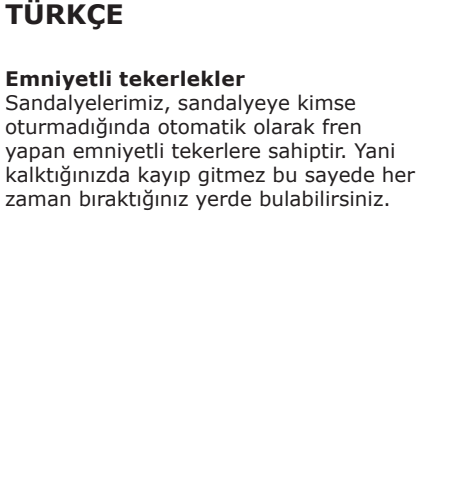 TÜRKÇE
Emniyetli tekerlekler
Sandalyelerimiz, sandalyeye kimse
oturmadığında otomatik olarak fren
yapan emniyetli tekerlere sahiptir. Yani
kalktığınızda kayıp gitmez bu sayede her
zaman bıraktığınız yerde bulabilirsiniz.